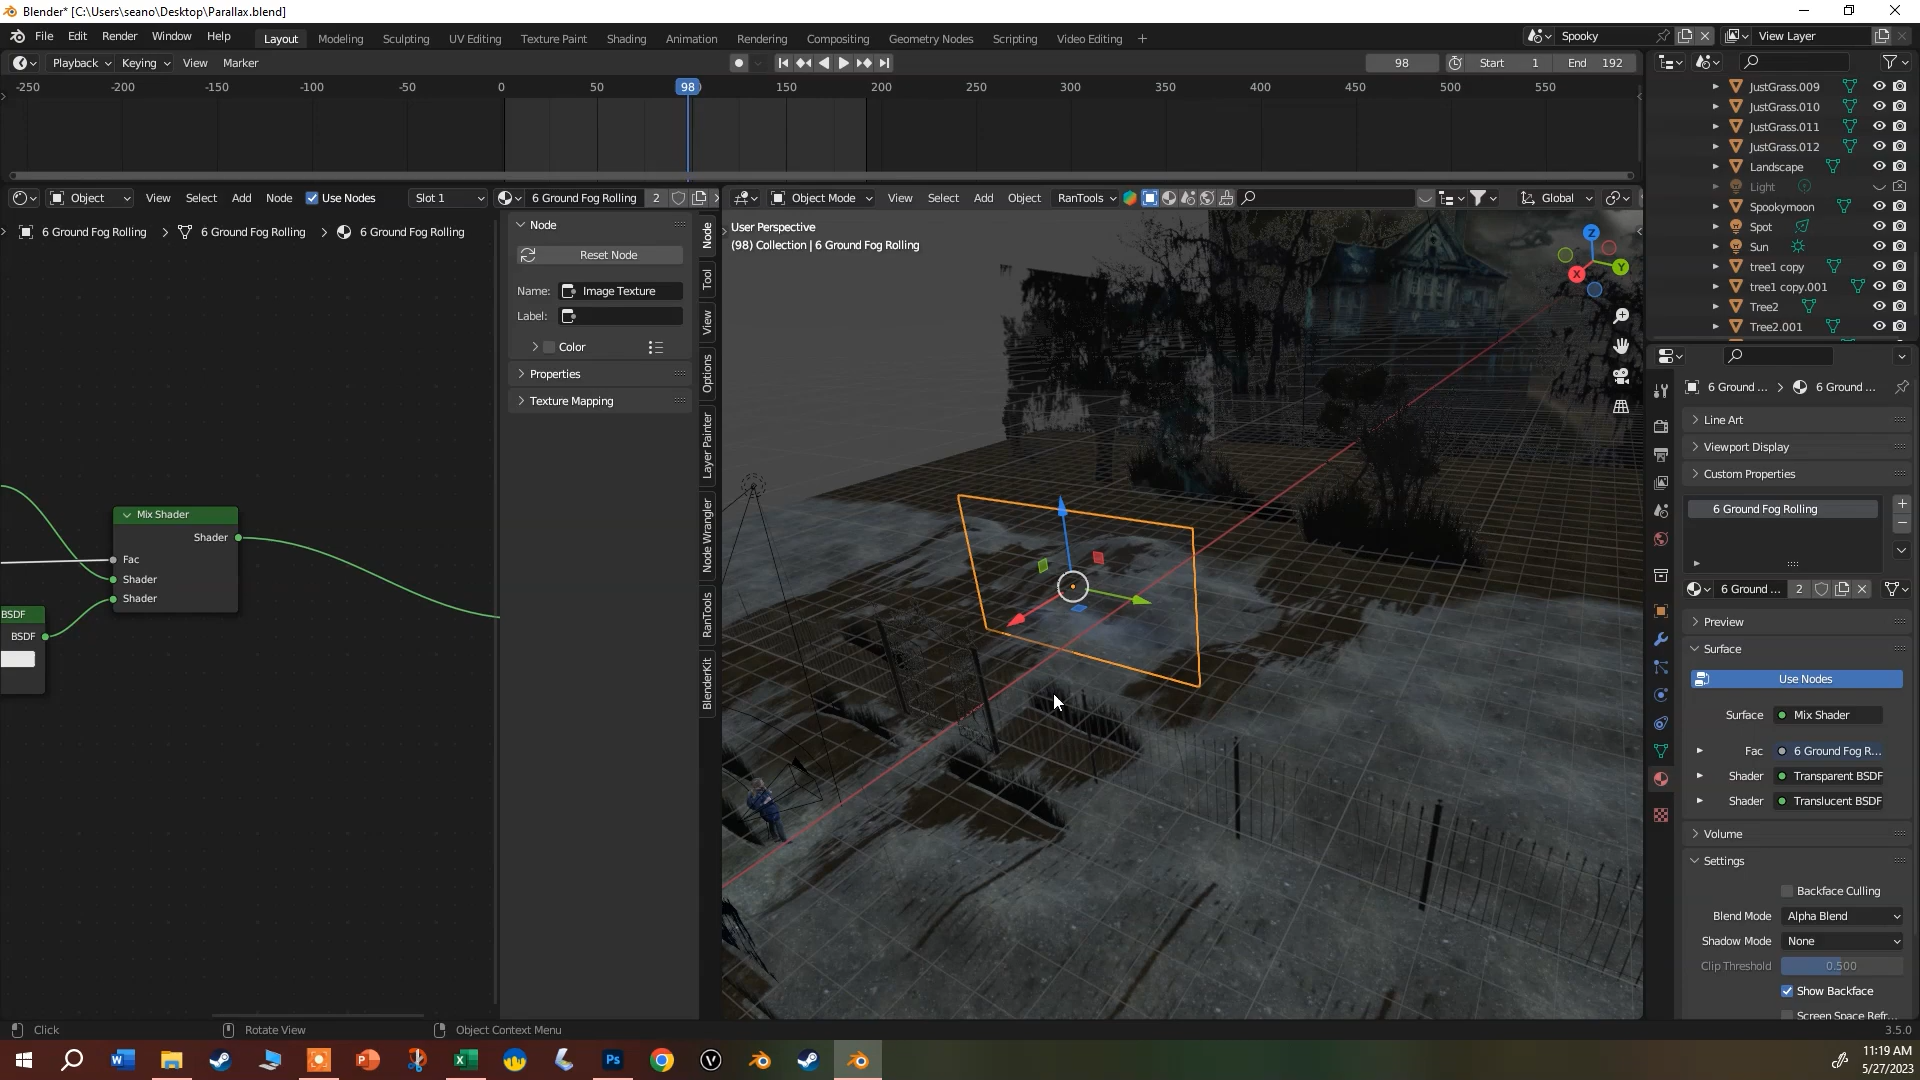 Blender* [C:\Users\seano\Desktop\Parallax.blend]
File Edit Render Window Help
Layout Modeling Sculpting UV Editing Texture Paint Shading Animation Rendering Compositing Geometry Nodes Scripting Video Editing +
Spooky
View Layer
Playback Keying View Marker
98
Start 1
End 192
-250 -200 -150 -100 -50 0 50 98 150 200 250 300 350 400 450 500 550
JustGrass.009
JustGrass.010
JustGrass.011
JustGrass.012
Landscape
Light
Spookymoon
Spot
Sun
tree1 copy
tree1 copy.001
Tree2
Tree2.001
Object View Select Add Node Use Nodes Slot 1 6 Ground Fog Rolling 2
6 Ground Fog Rolling > 6 Ground Fog Rolling > 6 Ground Fog Rolling
Node
Reset Node
Name: Image Texture
Label:
Color
Properties
Texture Mapping
Node
Tool
View
Options
Layer Painter
Node Wrangler
RanTools
BlenderKit
Mix Shader
Shader
Fac
Shader
Shader
BSDF
BSDF
Object Mode View Select Add Object RanTools Global
User Perspective
(98) Collection | 6 Ground Fog Rolling
Z
Y
X
6 Ground ... > 6 Ground ...
Line Art
Viewport Display
Custom Properties
6 Ground Fog Rolling
6 Ground ... 2
Preview
Surface
Use Nodes
Surface Mix Shader
Fac 6 Ground Fog R...
Shader Transparent BSDF
Shader Translucent BSDF
Volume
Settings
Backface Culling
Blend Mode Alpha Blend
Shadow Mode None
Clip Threshold 0.500
Show Backface
Screen Space Refr...
Click
Rotate View
Object Context Menu
3.5.0
11:19 AM
5/27/2023